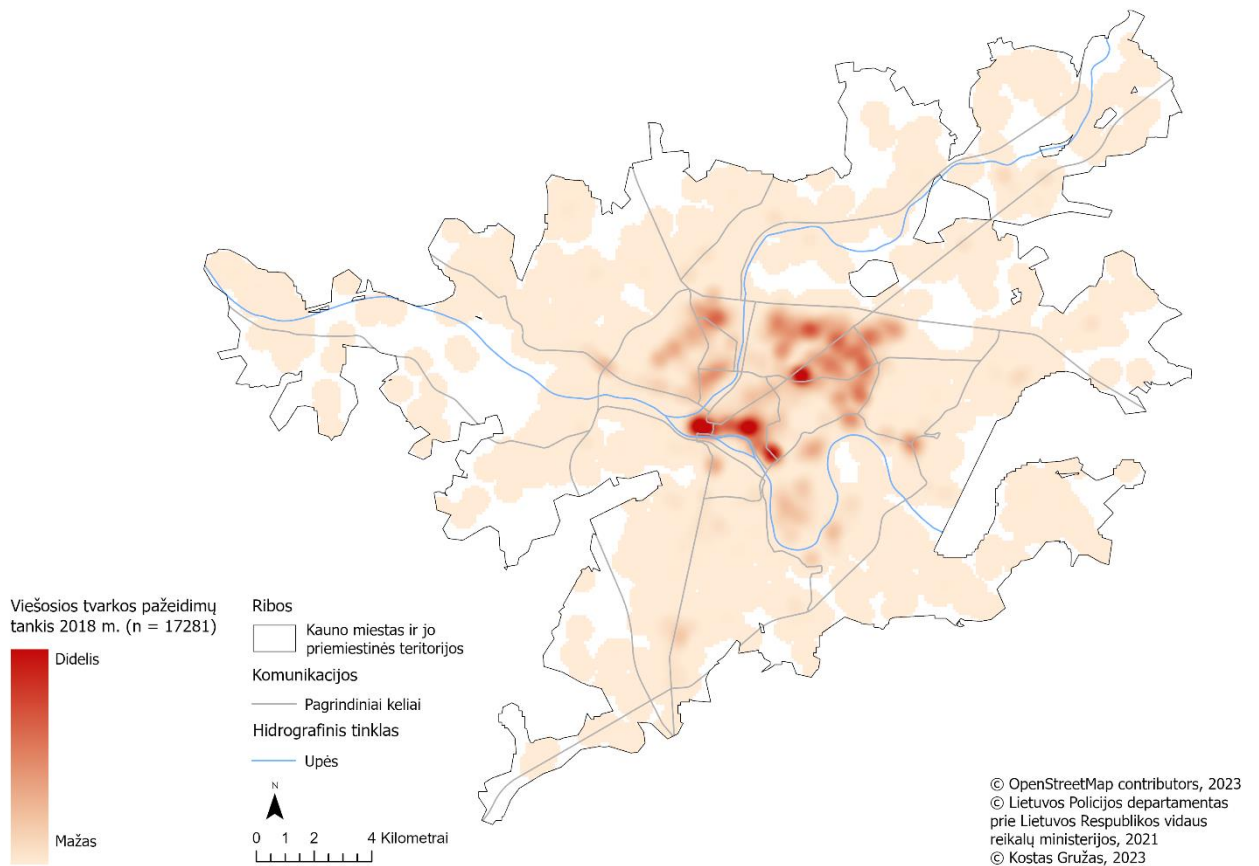 Viešosios tvarkos pažeidimų
tankis 2018 m. (n = 17281)
Didelis
Mažas
Ribos
Kauno miestas ir jo
priemiestinės teritorijos
Komunikacijos
Pagrindiniai keliai
Hidrografinis tinklas
Upės
N
0 1 2 4 Kilometrai
© OpenStreetMap contributors, 2023
© Lietuvos Policijos departamentas
prie Lietuvos Respublikos vidaus
reikalų ministerijos, 2021
© Kostas Gružas, 2023